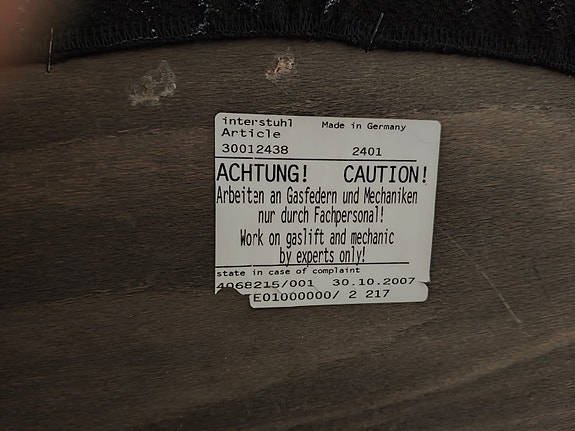 interstuhl Made in Germany
Article
30012438 2401
ACHTUNG! CAUTION!
Arbeiten an Gasfedern und Mechaniken
nur durch Fachpersonal!
Work on gaslift and mechanic
by experts only!
state in case of complaint
4068215/001 30.10.2007
E01000000/ 2 217